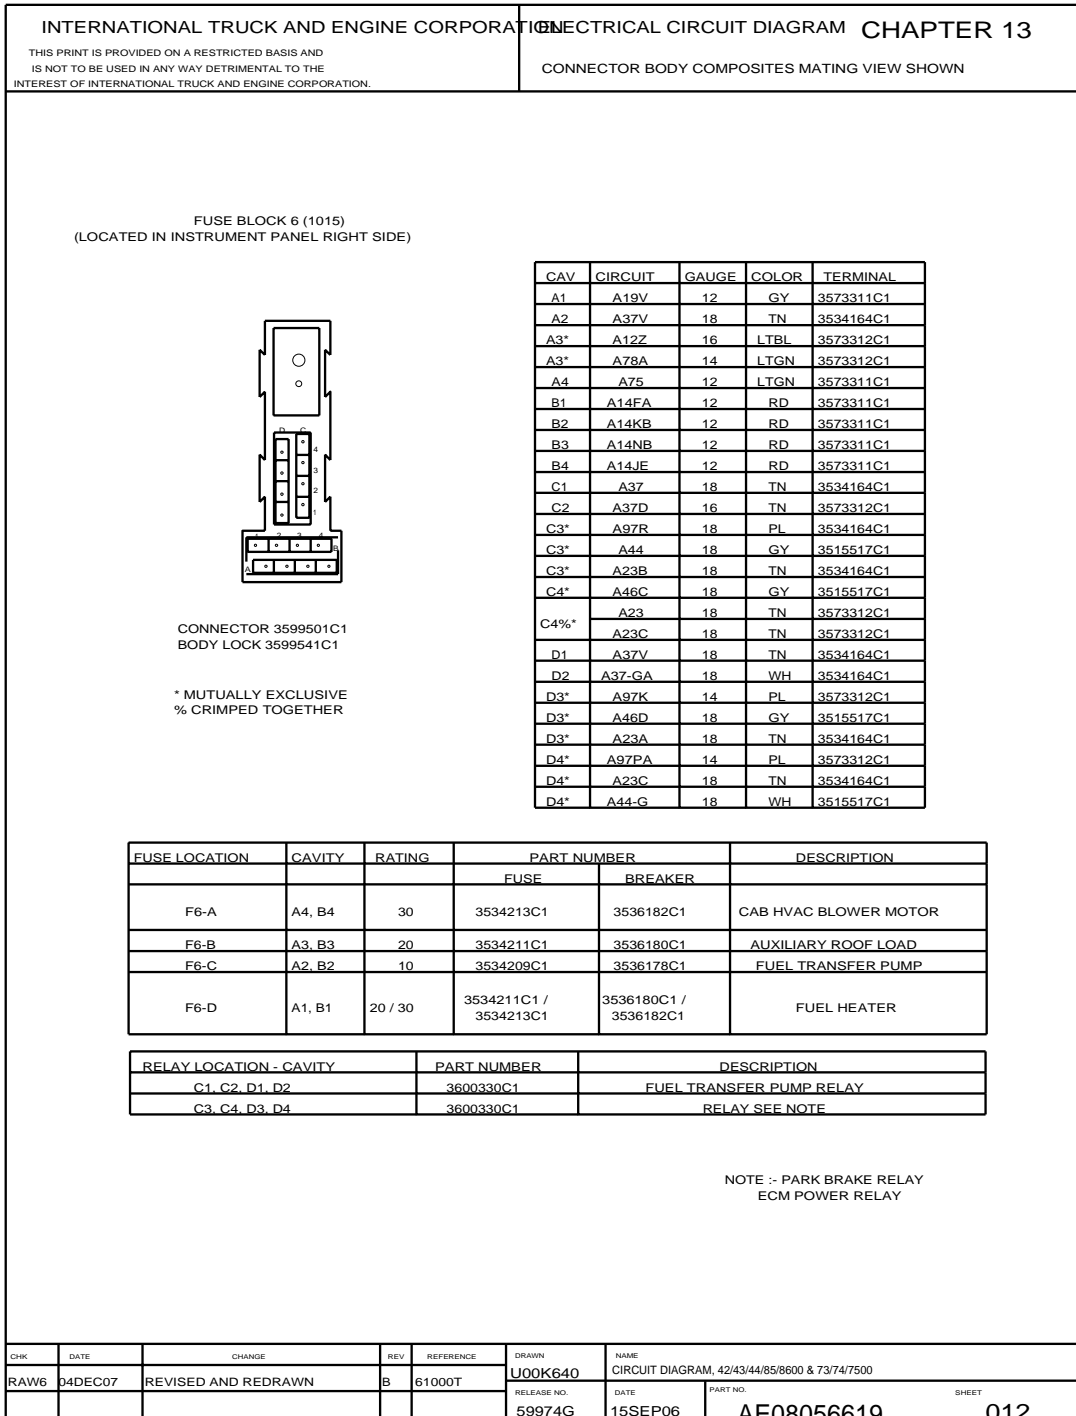 INTERNATIONAL TRUCK AND ENGINE CORPORATION
THIS PRINT IS PROVIDED ON A RESTRICTED BASIS AND
IS NOT TO BE USED IN ANY WAY DETRIMENTAL TO THE
INTEREST OF INTERNATIONAL TRUCK AND ENGINE CORPORATION.
ELECTRICAL CIRCUIT DIAGRAM CHAPTER 13
CONNECTOR BODY COMPOSITES MATING VIEW SHOWN
FUSE BLOCK 6 (1015)
(LOCATED IN INSTRUMENT PANEL RIGHT SIDE)
D C
4
3
2
1
1 2 3 4
B
A
CONNECTOR 3599501C1
BODY LOCK 3599541C1
* MUTUALLY EXCLUSIVE
% CRIMPED TOGETHER
CAV CIRCUIT GAUGE COLOR TERMINAL
A1 A19V 12 GY 3573311C1
A2 A37V 18 TN 3534164C1
A3* A12Z 16 LTBL 3573312C1
A3* A78A 14 LTGN 3573312C1
A4 A75 12 LTGN 3573311C1
B1 A14FA 12 RD 3573311C1
B2 A14KB 12 RD 3573311C1
B3 A14NB 12 RD 3573311C1
B4 A14JE 12 RD 3573311C1
C1 A37 18 TN 3534164C1
C2 A37D 16 TN 3573312C1
C3* A97R 18 PL 3534164C1
C3* A44 18 GY 3515517C1
C3* A23B 18 TN 3534164C1
C4* A46C 18 GY 3515517C1
C4%* A23 18 TN 3573312C1
A23C 18 TN 3573312C1
D1 A37V 18 TN 3534164C1
D2 A37-GA 18 WH 3534164C1
D3* A97K 14 PL 3573312C1
D3* A46D 18 GY 3515517C1
D3* A23A 18 TN 3534164C1
D4* A97PA 14 PL 3573312C1
D4* A23C 18 TN 3534164C1
D4* A44-G 18 WH 3515517C1
FUSE LOCATION CAVITY RATING PART NUMBER DESCRIPTION
FUSE BREAKER
F6-A A4, B4 30 3534213C1 3536182C1 CAB HVAC BLOWER MOTOR
F6-B A3, B3 20 3534211C1 3536180C1 AUXILIARY ROOF LOAD
F6-C A2, B2 10 3534209C1 3536178C1 FUEL TRANSFER PUMP
F6-D A1, B1 20 / 30 3534211C1 / 3534213C1 3536180C1 / 3536182C1 FUEL HEATER
RELAY LOCATION - CAVITY PART NUMBER DESCRIPTION
C1, C2, D1, D2 3600330C1 FUEL TRANSFER PUMP RELAY
C3, C4, D3, D4 3600330C1 RELAY SEE NOTE
NOTE :- PARK BRAKE RELAY
ECM POWER RELAY
CHK DATE CHANGE REV REFERENCE DRAWN NAME
RAW6 04DEC07 REVISED AND REDRAWN B 61000T U00K640 CIRCUIT DIAGRAM, 42/43/44/85/8600 & 73/74/7500
RELEASE NO. DATE PART NO. SHEET
59974G 15SEP06 AE08056619 012